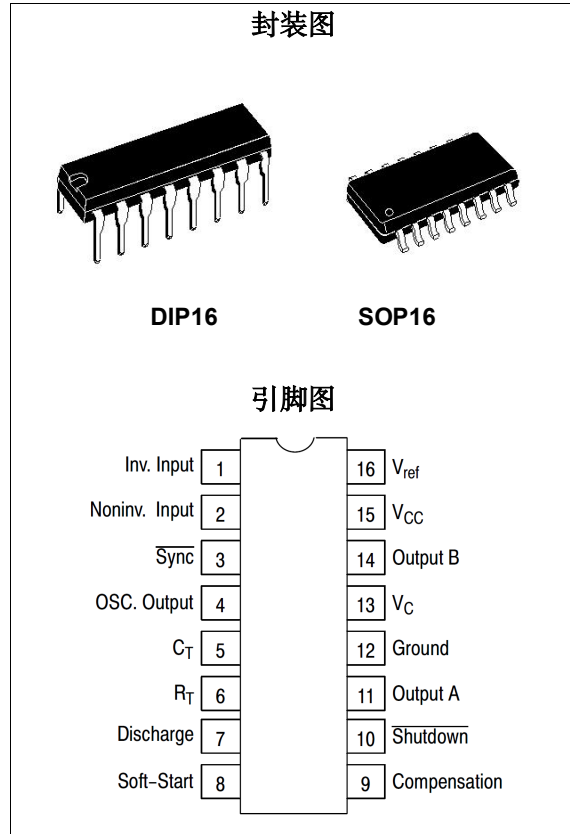 封装图
DIP16 SOP16
引脚图
Inv. Input 1 16 Vref
Noninv. Input 2 15 VCC
Sync 3 14 Output B
OSC. Output 4 13 VC
CT 5 12 Ground
RT 6 11 Output A
Discharge 7 10 Shutdown
Soft-Start 8 9 Compensation